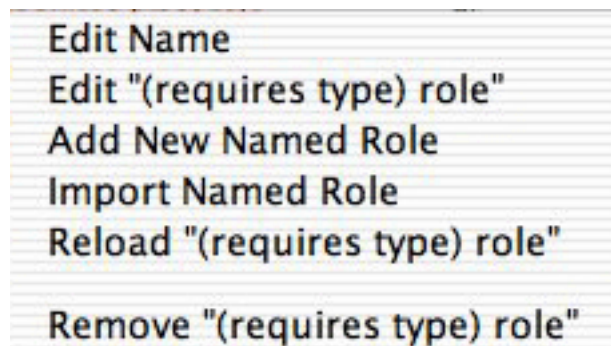 Edit Name
Edit "(requires type) role"
Add New Named Role
Import Named Role
Reload "(requires type) role"
Remove "(requires type) role"